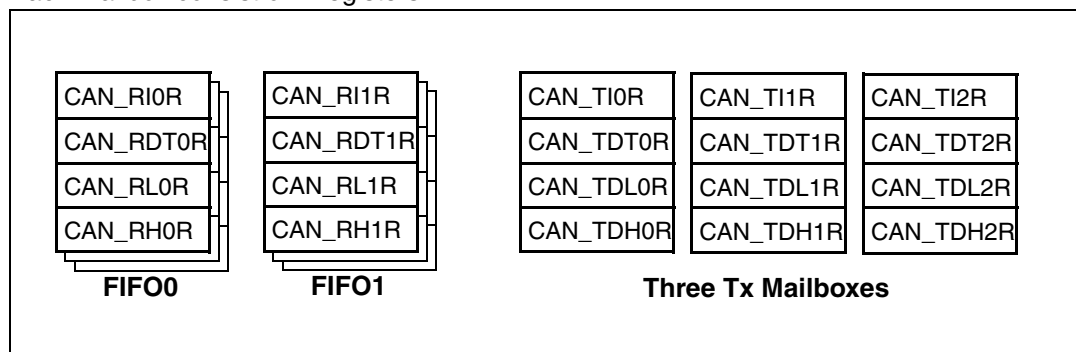 CAN_RI0R CAN_RI1R CAN_TI0R CAN_TI1R CAN_TI2R
CAN_RDT0R CAN_RDT1R CAN_TDT0R CAN_TDT1R CAN_TDT2R
CAN_RL0R CAN_RL1R CAN_TDL0R CAN_TDL1R CAN_TDL2R
CAN_RH0R CAN_RH1R CAN_TDH0R CAN_TDH1R CAN_TDH2R
FIFO0 FIFO1 Three Tx Mailboxes